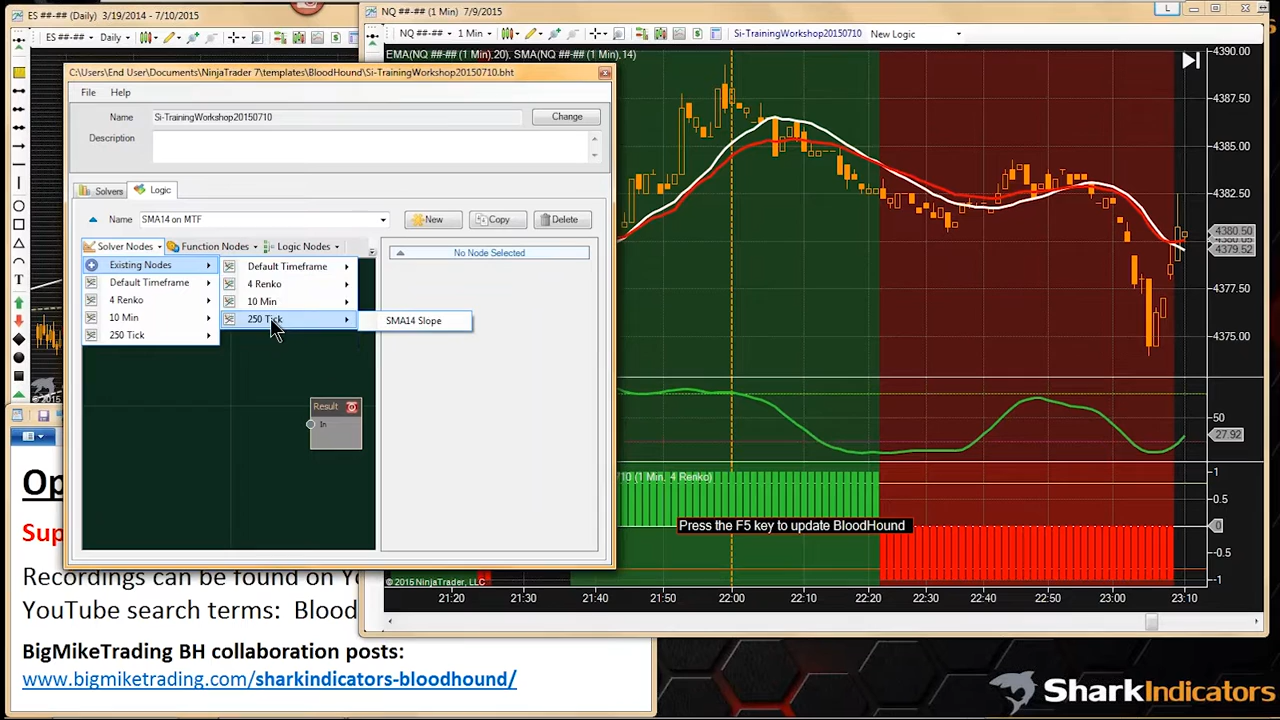 ES ##-## (Daily)  3/19/2014 - 7/10/2015
ES ##-##
Daily
NQ ##-## (1 Min)  7/9/2015
L
NQ ##-##
Si-TrainingWorkshop20150710
New Logic
EMA(NQ ##-## (1 Min),20), SMA(NQ ##-## (1 Min),14)
C:\Users\End User\Documents\NinjaTrader 7\templates\BloodHound\Si-TrainingWorkshop20150710.bht
File
Help
Name
Si-TrainingWorkshop20150710
Change
Description
Solvers
Logic
Name
SMA14 on MTF
New
Copy
Delete
Solver Nodes
Function Nodes
Logic Nodes
No Node Selected
Existing Nodes
Default Timeframe
4 Renko
10 Min
250 Tick
Default Timeframe
4 Renko
10 Min
250 Tick
SMA14 Slope
Result
In
4390.00
4387.50
4385.00
4382.50
4380.50
4379.62
4377.50
4375.00
50
27.92
10 (1 Min, 4 Renko)
1
0.5
0
-0.5
-1
Press the F5 key to update BloodHound
© 2015 NinjaTrader, LLC
21:20
21:30
21:40
21:50
22:00
22:10
22:20
22:30
22:40
22:50
23:00
23:10
© 2015
Op
Sup
Recordings can be found on Yo
YouTube search terms:  Blood
BigMikeTrading BH collaboration posts:
www.bigmiketrading.com/sharkindicators-bloodhound/
SharkIndicators